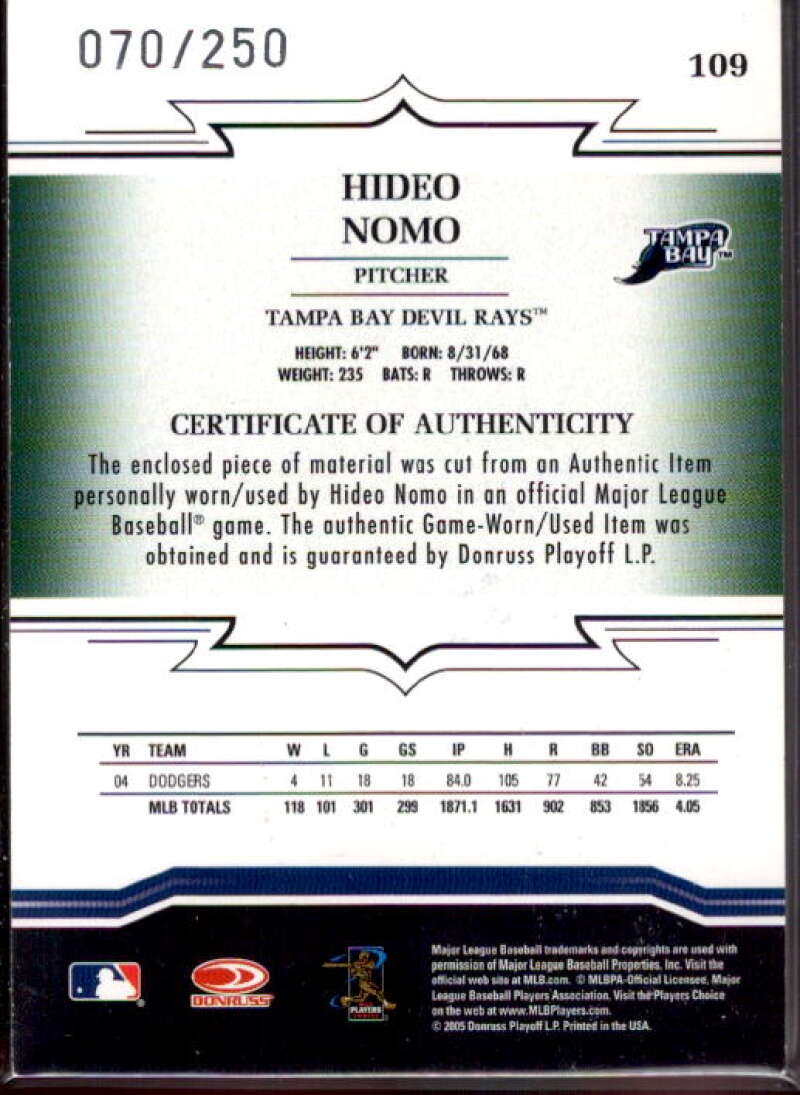 070/250
109
HIDEO
NOMO
PITCHER
TAMPA BAY DEVIL RAYS™
TAMPA
BAY™
HEIGHT: 6'2" BORN: 8/31/68
WEIGHT: 235 BATS: R THROWS: R
CERTIFICATE OF AUTHENTICITY
The enclosed piece of material was cut from an Authentic Item
personally worn/used by Hideo Nomo in an official Major League
Baseball® game. The authentic Game-Worn/Used Item was
obtained and is guaranteed by Donruss Playoff L.P.
YR TEAM W L G GS IP H R BB SO ERA
04 DODGERS 4 11 18 18 84.0 105 77 42 54 8.25
MLB TOTALS 118 101 301 299 1871.1 1631 902 853 1856 4.05
DONRUSS
PLAYERS
CHOICE
Major League Baseball trademarks and copyrights are used with
permission of Major League Baseball Properties, Inc. Visit the
official web site at MLB.com. © MLBPA-Official Licensee, Major
League Baseball Players Association. Visit the Players Choice
on the web at www.MLBPlayers.com.
© 2005 Donruss Playoff L.P. Printed in the USA.